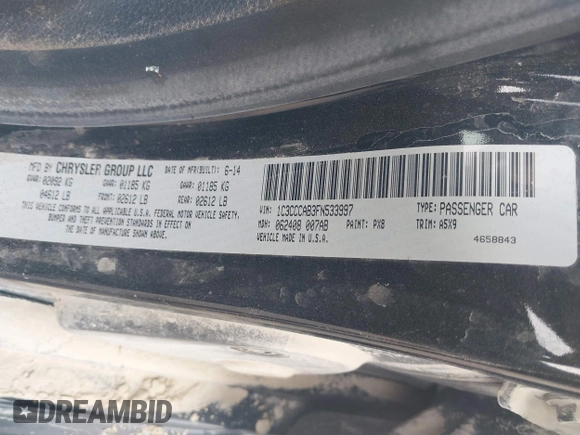 MFD BY CHRYSLER GROUP LLC DATE OF MFR(BUILT): 6-14
GVWR: 02092 KG GAWR: 01185 KG GAWR: 01185 KG
04612 LB FRONT: 02612 LB REAR: 02612 LB
THIS VEHICLE CONFORMS TO ALL APPLICABLE U.S.A. FEDERAL MOTOR VEHICLE SAFETY,
BUMPER AND THEFT PREVENTION STANDARDS IN EFFECT ON
THE DATE OF MANUFACTURE SHOWN ABOVE.
VIN: 1C3CCCAB3FN533997 TYPE: PASSENGER CAR
MDH: 062408 007AB PAINT: PX8 TRIM: A5X9
VEHICLE MADE IN U.S.A. 4658843
DREAMBID